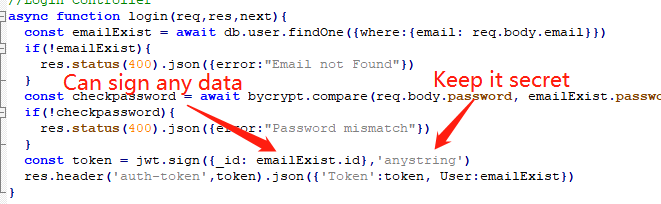 //Login Controller
async function login(req,res,next){
const emailExist = await db.user.findOne({where:{email: req.body.email}})
if(!emailExist){
res.status(400).json({error:"Email not Found"})
}
Can sign any data
Keep it secret
const checkpassword = await bycrypt.compare(req.body.password, emailExist.passwo
if(!checkpassword){
res.status(400).json({error:"Password mismatch"})
}
const token = jwt.sign({_id: emailExist.id},'anystring')
res.header('auth-token',token).json({'Token':token, User:emailExist})
}